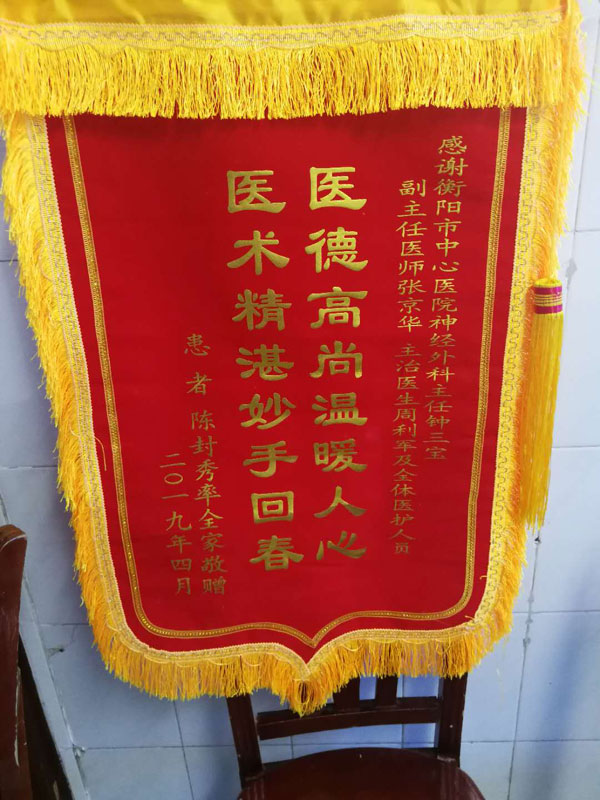 感谢衡阳市中心医院神经外科主任钟三宝
副主任医师张京华 主治医生周利军及全体医护人员
医德高尚温暖人心
医术精湛妙手回春
患者 陈封秀率全家敬赠
二〇一九年四月